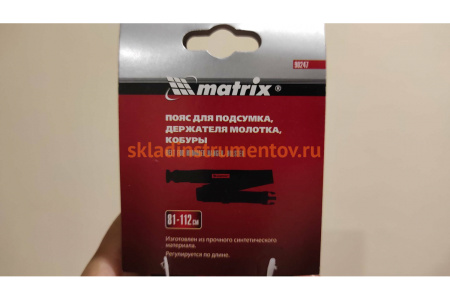 90247
matrix®
ПОЯС ДЛЯ ПОДСУМКА,
ДЕРЖАТЕЛЯ МОЛОТКА,
КОБУРЫ
skladinstrumentov.ru
81-112 см
Изготовлен из прочного синтетического
материала.
Регулируется по длине.